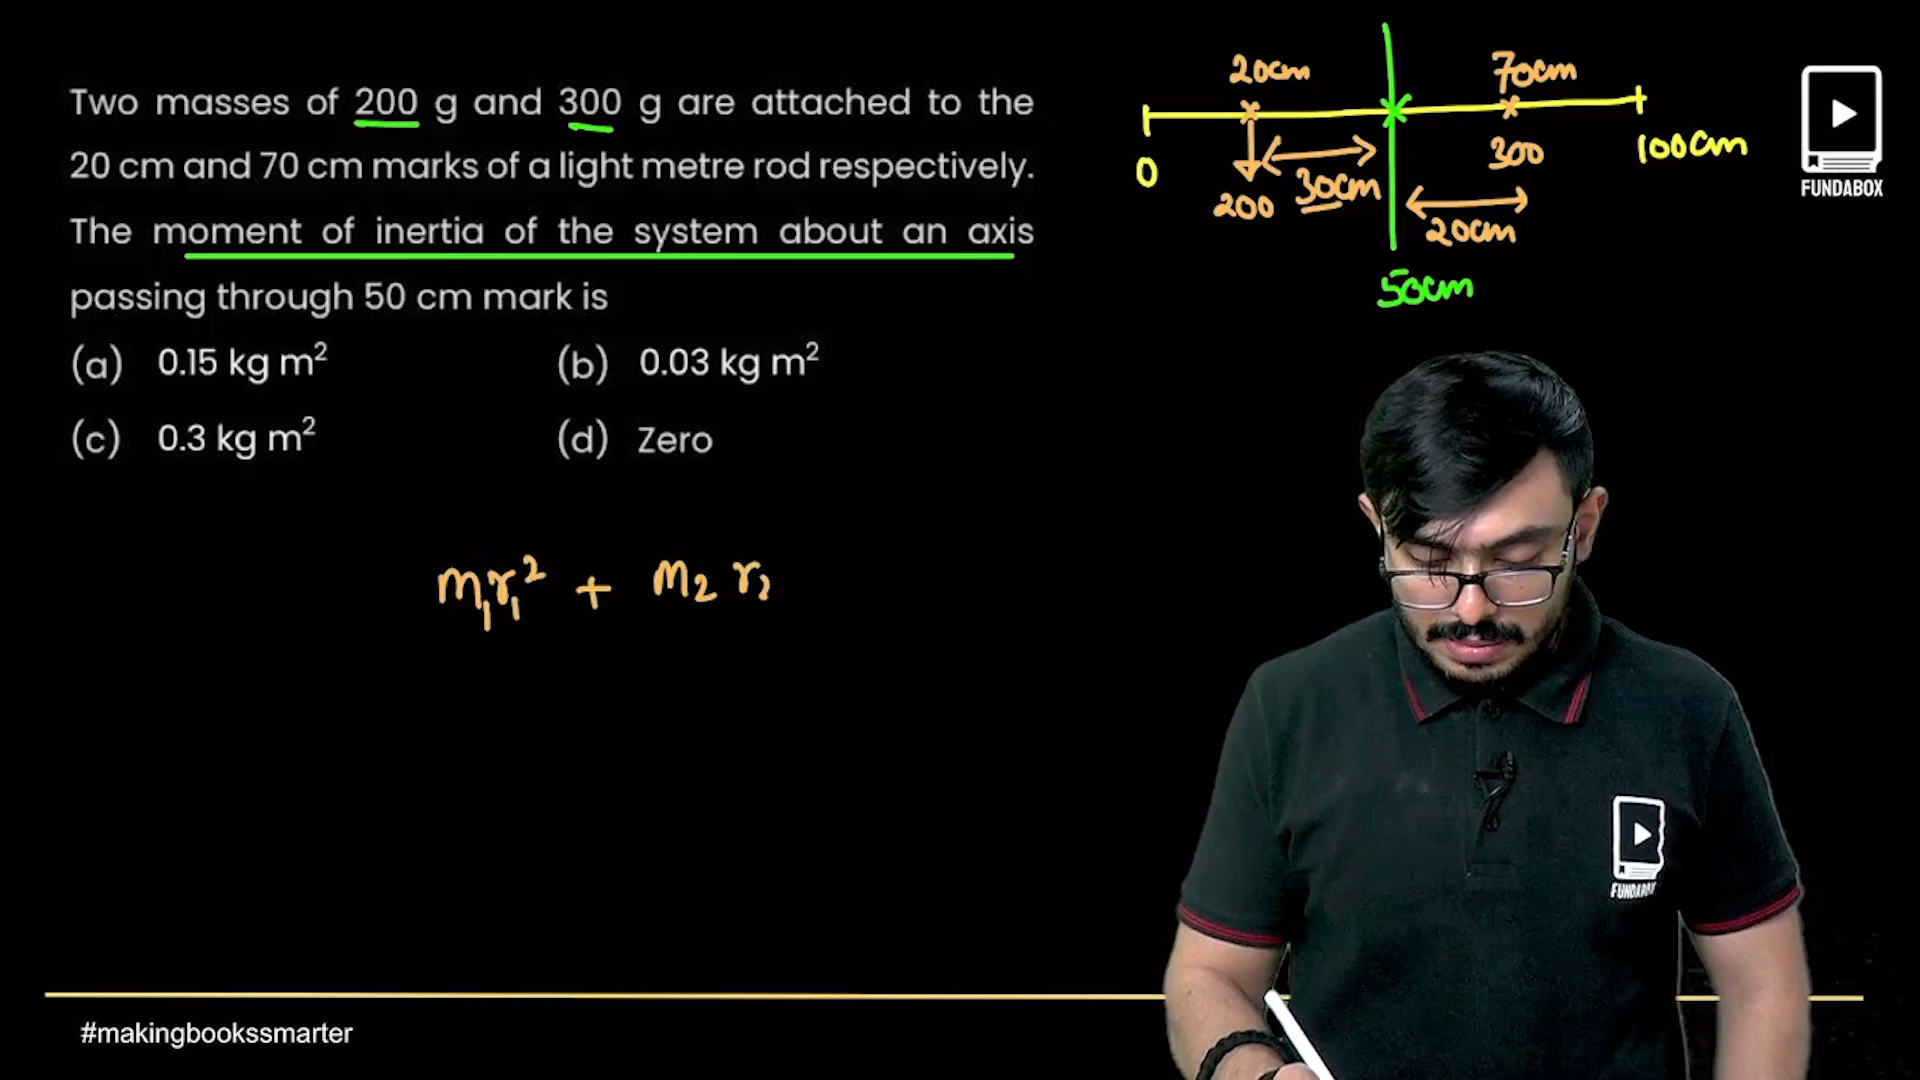 Two masses of 200 g and 300 g are attached to the
20 cm and 70 cm marks of a light metre rod respectively.
The moment of inertia of the system about an axis
passing through 50 cm mark is
(a) 0.15 kg m²
(b) 0.03 kg m²
(c) 0.3 kg m²
(d) Zero
20cm
70cm
0
200
30cm
300
20cm
100cm
50cm
FUNDABOX
m₁r₁² + m₂ r₂
FUNDABOX
#makingbookssmarter